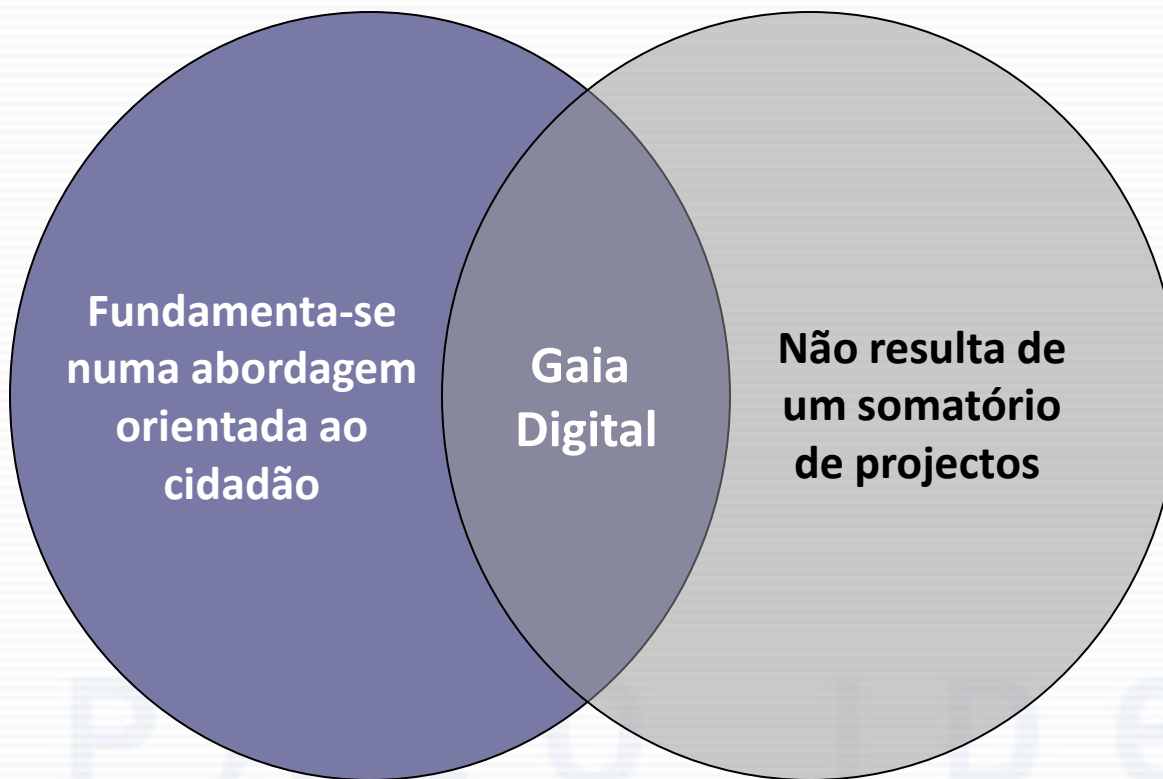 Fundamenta-se
numa abordagem
orientada ao
cidadão
Gaia
Digital
Não resulta de
um somatório
de projectos